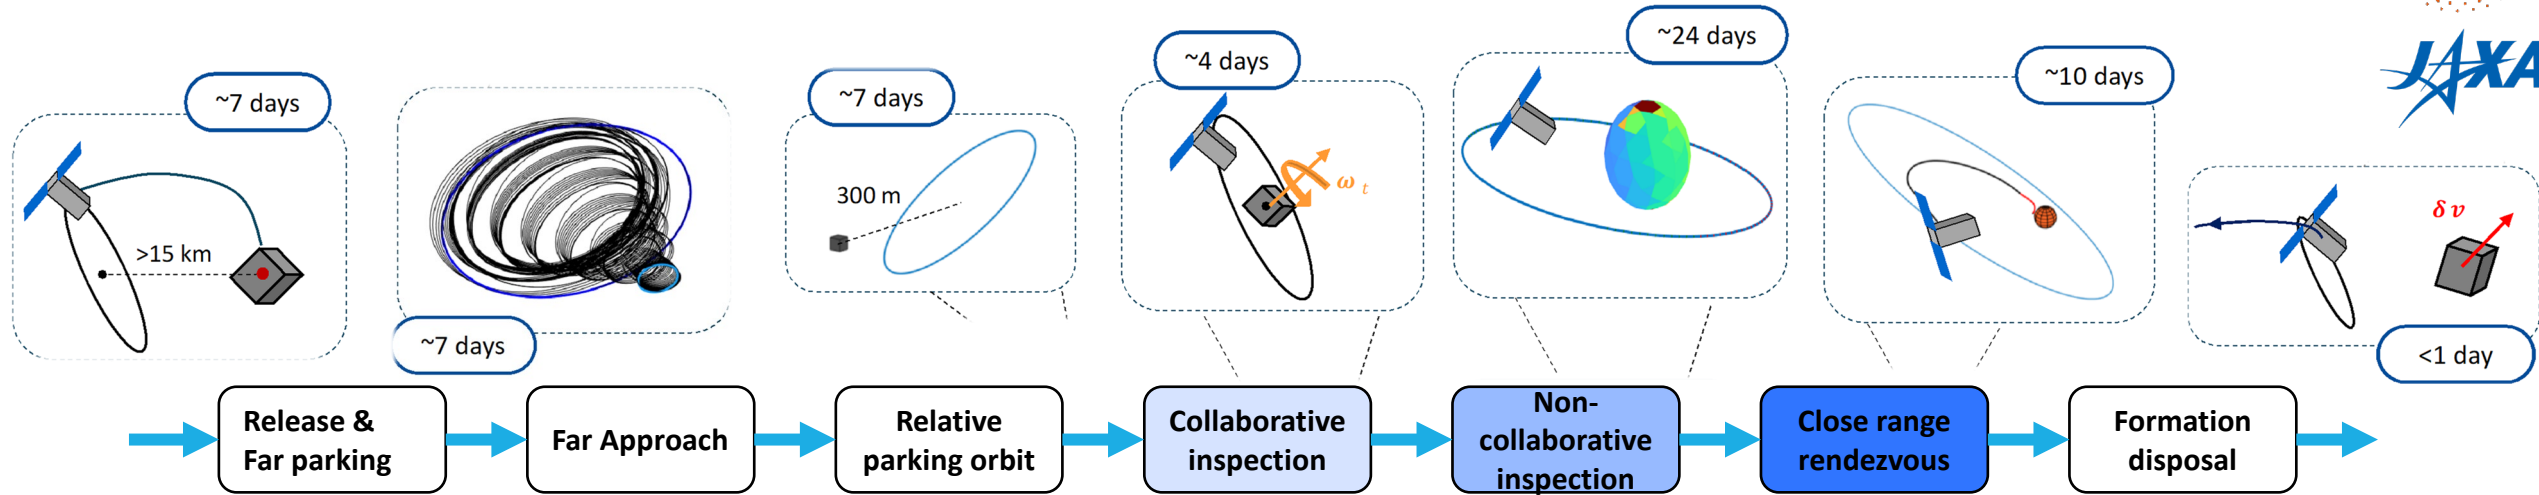 ~7 days
>15 km
~7 days
~7 days
300 m
~4 days
ω t
~24 days
~10 days
JAXA
δ v
<1 day
Release &
Far parking
Far Approach
Relative
parking orbit
Collaborative
inspection
Non-
collaborative
inspection
Close range
rendezvous
Formation
disposal